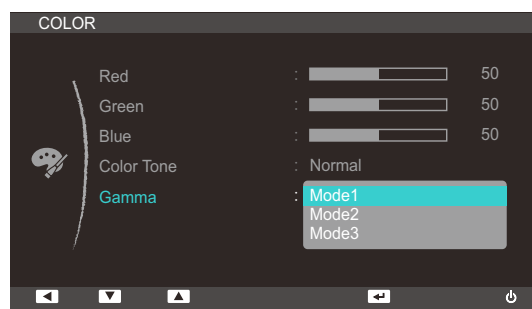 COLOR
Red : 50
Green : 50
Blue : 50
Color Tone : Normal
Gamma : Mode1
Mode2
Mode3